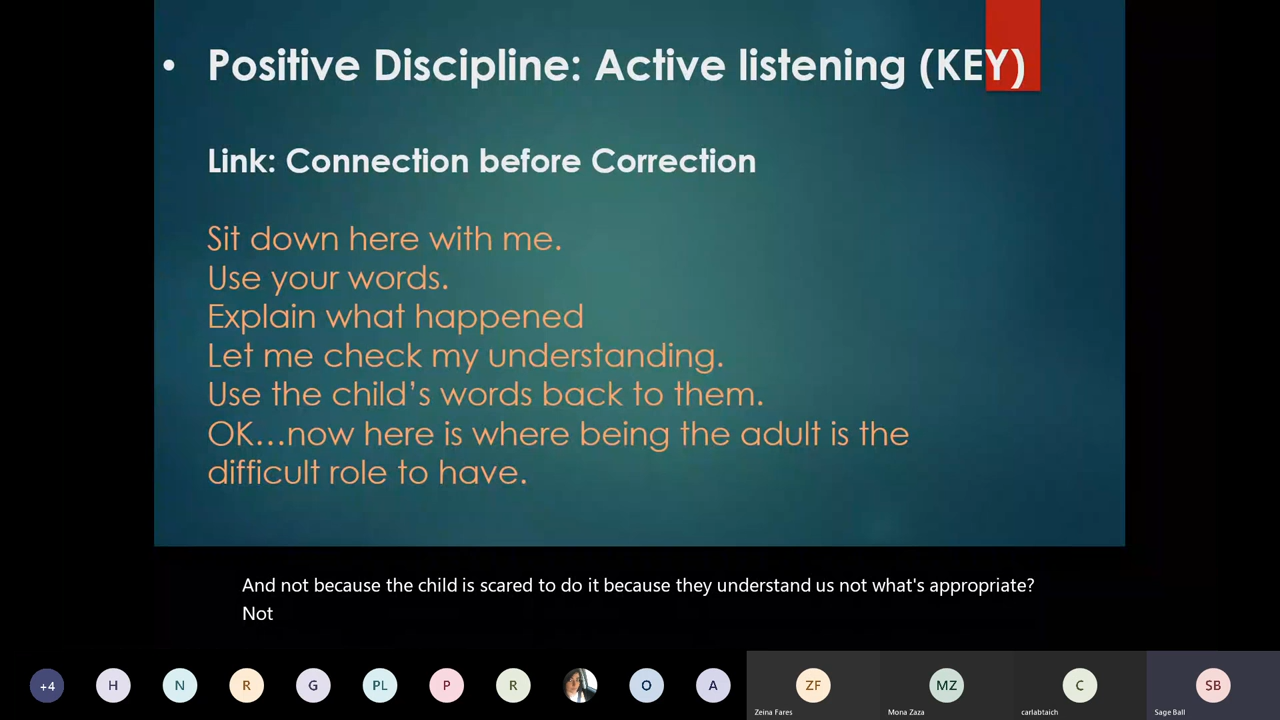 • Positive Discipline: Active listening (KEY)
Link: Connection before Correction
Sit down here with me.
Use your words.
Explain what happened
Let me check my understanding.
Use the child’s words back to them.
OK…now here is where being the adult is the
difficult role to have.
And not because the child is scared to do it because they understand us not what's appropriate?
Not
+4
H
N
R
G
PL
P
R
O
A
ZF
MZ
C
SB
Zeina Fares
Mona Zaza
carlabtaich
Sage Ball